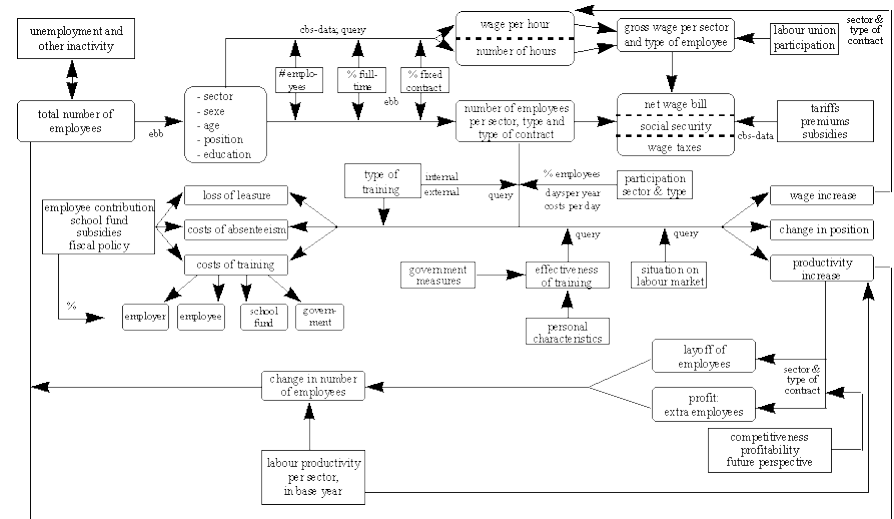 unemployment and
other inactivity
cbs-data; query
wage per hour
number of hours
gross wage per sector
and type of employee
labour union
participation
sector &
type of
contract
# emplo-
yees
% full-
time
% fixed
contract
total number of
employees
ebb
- sector
- sexe
- age
- position
- education
ebb
number of employees
per sector, type and
type of contract
net wage bill
social security
wage taxes
cbs-data
tariffs
premiums
subsidies
type of
training
internal
external
query
% employees
days per year
costs per day
participation
sector & type
employee contribution
school fund
subsidies
fiscal policy
loss of leasure
costs of absenteeism
costs of training
wage increase
change in position
productivity
increase
query
query
government
measures
effectiveness
of training
situation on
labour market
personal
characteristics
%
employer
employee
school
fund
govern-
ment
layoff of
employees
sector &
type of
contract
change in number
of employees
profit:
extra employees
competitiveness
profitability
future perspective
labour productivity
per sector,
in base year